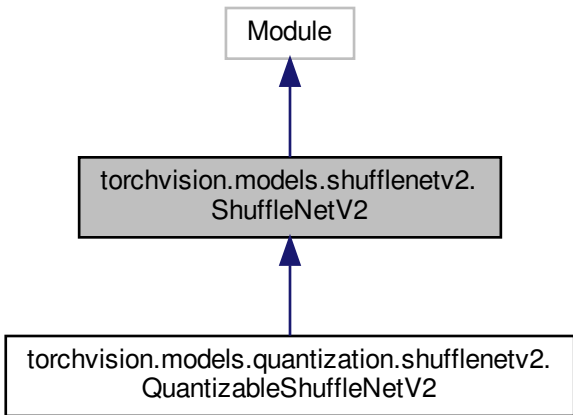 Module
torchvision.models.shufflenetv2.
ShuffleNetV2
torchvision.models.quantization.shufflenetv2.
QuantizableShuffleNetV2